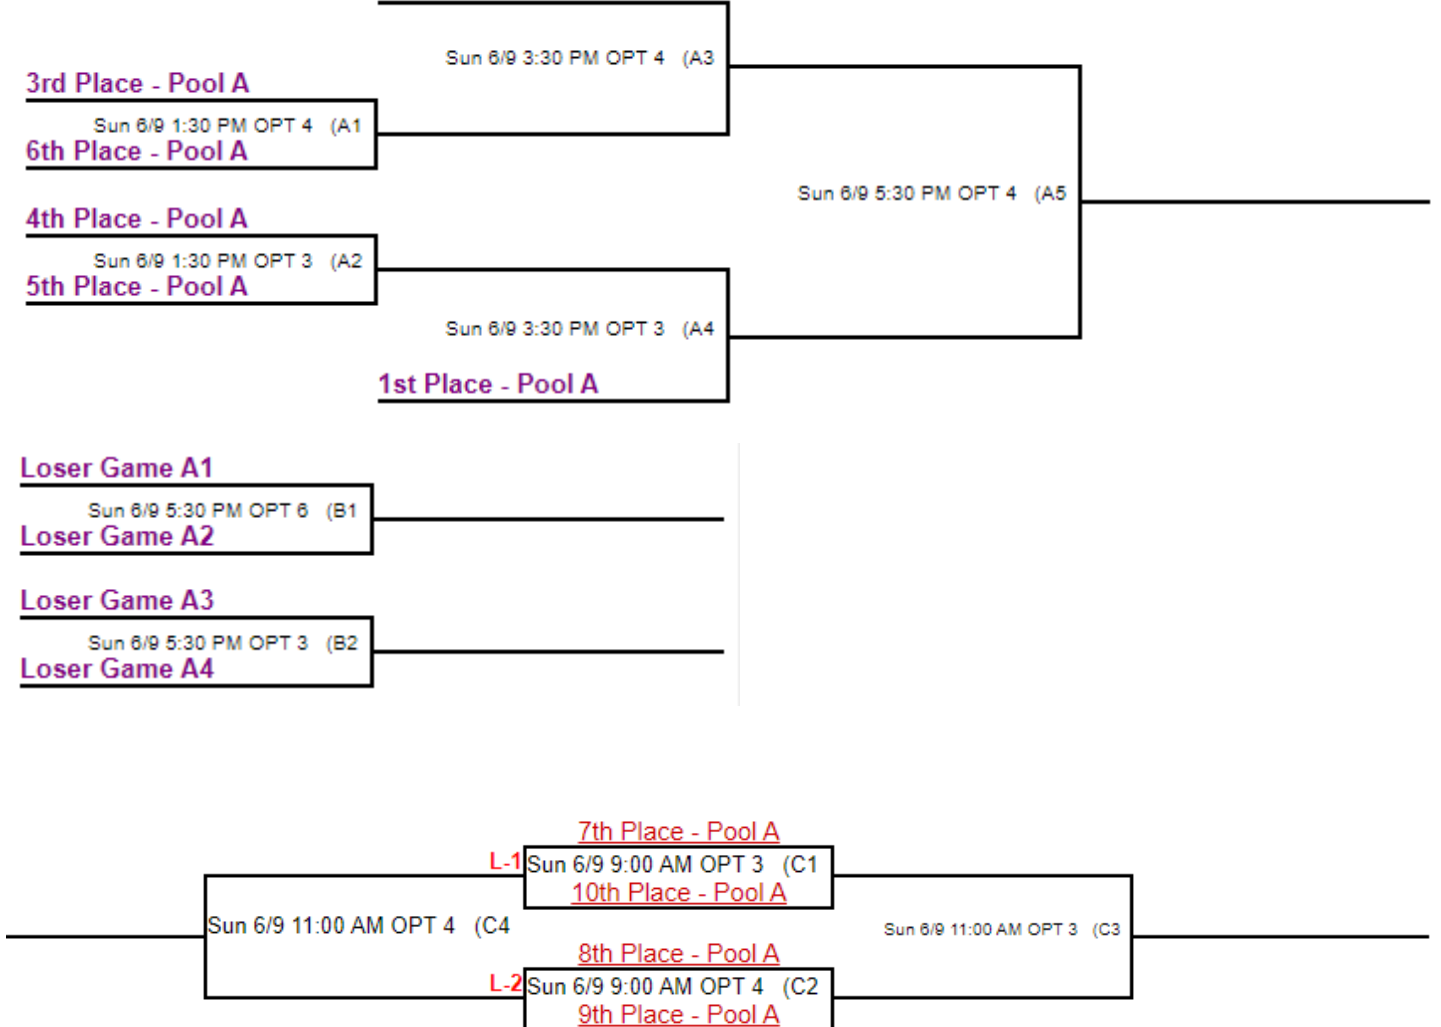 Sun 6/9 3:30 PM OPT 4 (A3
3rd Place - Pool A
Sun 6/9 1:30 PM OPT 4 (A1
6th Place - Pool A
Sun 6/9 5:30 PM OPT 4 (A5
4th Place - Pool A
Sun 6/9 1:30 PM OPT 3 (A2
5th Place - Pool A
Sun 6/9 3:30 PM OPT 3 (A4
1st Place - Pool A
Loser Game A1
Sun 6/9 5:30 PM OPT 6 (B1
Loser Game A2
Loser Game A3
Sun 6/9 5:30 PM OPT 3 (B2
Loser Game A4
7th Place - Pool A
L-1 Sun 6/9 9:00 AM OPT 3 (C1
10th Place - Pool A
Sun 6/9 11:00 AM OPT 4 (C4
Sun 6/9 11:00 AM OPT 3 (C3
8th Place - Pool A
L-2 Sun 6/9 9:00 AM OPT 4 (C2
9th Place - Pool A